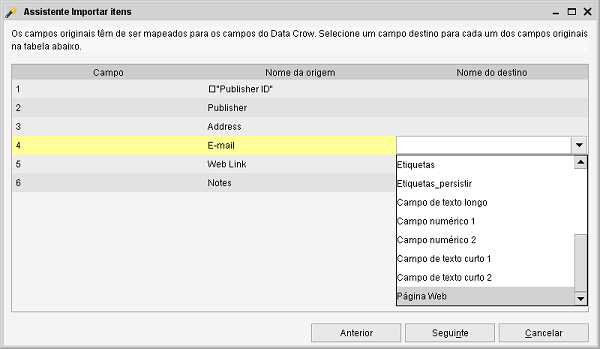 Assistente Importar itens
Os campos originais têm de ser mapeados para os campos do Data Crow. Selecione um campo destino para cada um dos campos originais
na tabela abaixo.
Campo Nome da origem Nome do destino
1 □"Publisher ID"
2 Publisher
3 Address
4 E-mail
5 Web Link
6 Notes
Etiquetas
Etiquetas_persistir
Campo de texto longo
Campo numérico 1
Campo numérico 2
Campo de texto curto 1
Campo de texto curto 2
Página Web
Anterior Seguinte Cancelar